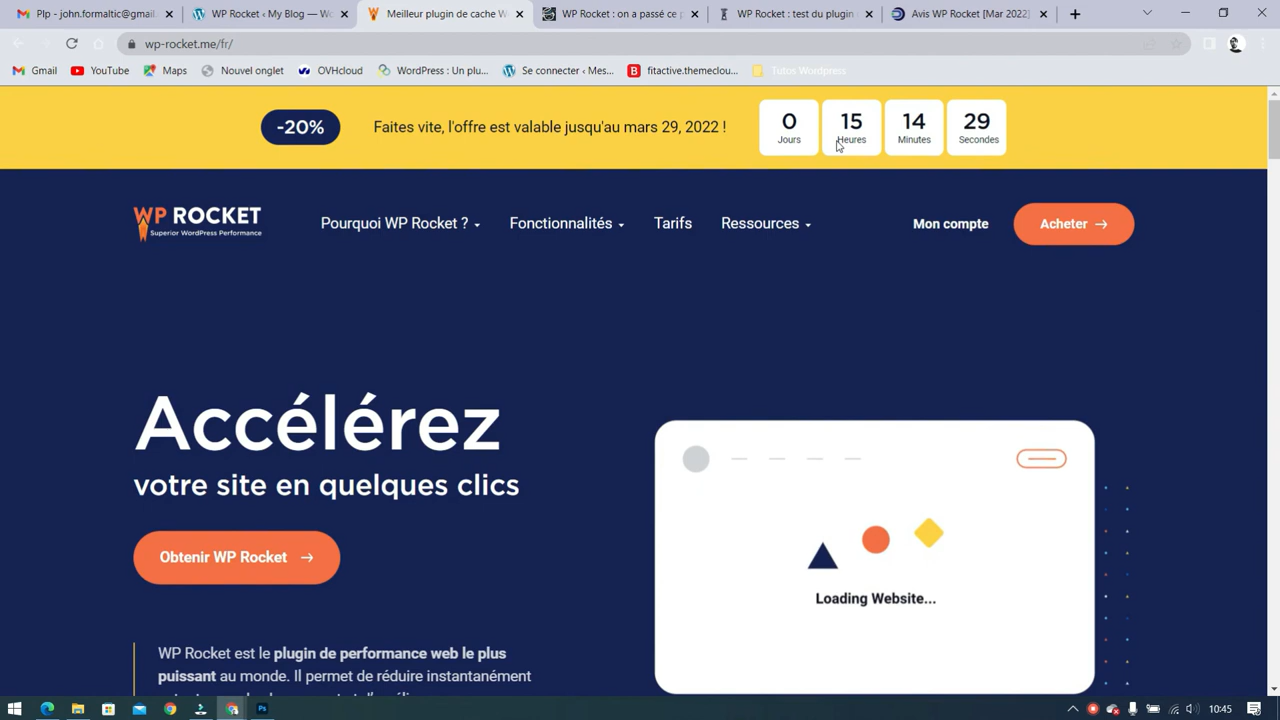 Plp - john.formaltic@gmail.
WP Rocket ‹ My Blog — Wo
Meilleur plugin de cache W
WP Rocket : on a passé ce p
WP Rocket : test du plugin
Avis WP Rocket [Mar 2022]
wp-rocket.me/fr/
Gmail
YouTube
Maps
Nouvel onglet
OVHcloud
WordPress : Un plu...
Se connecter ‹ Mes...
fitactive.themeclou...
Tutos Wordpress
-20%
Faites vite, l'offre est valable jusqu'au mars 29, 2022 !
0
15
14
29
Jours
Heures
Minutes
Secondes
WP ROCKET
Superior WordPress Performance
Pourquoi WP Rocket ?
Fonctionnalités
Tarifs
Ressources
Mon compte
Acheter →
Accélérez
votre site en quelques clics
Obtenir WP Rocket →
Loading Website...
WP Rocket est le plugin de performance web le plus
puissant au monde. Il permet de réduire instantanément
10:45